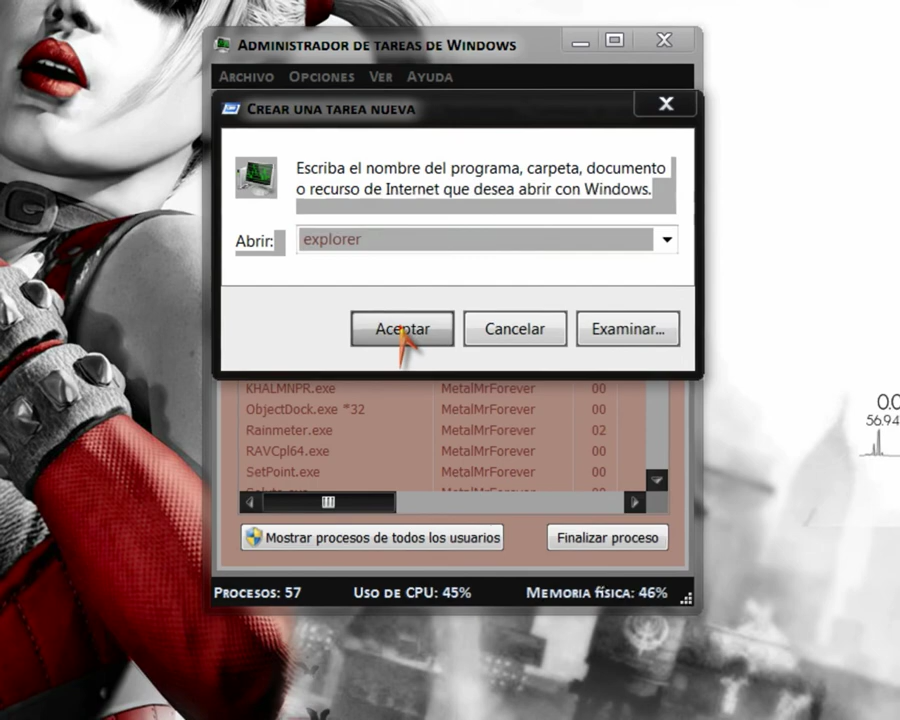 Administrador de tareas de Windows
Archivo Opciones Ver Ayuda
Crear una tarea nueva
Escriba el nombre del programa, carpeta, documento
o recurso de Internet que desea abrir con Windows.
Abrir: explorer
Aceptar Cancelar Examinar...
KHALMNPR.exe MetalMrForever 00
ObjectDock.exe *32 MetalMrForever 00
Rainmeter.exe MetalMrForever 02
RAVCpl64.exe MetalMrForever 00
SetPoint.exe MetalMrForever 00
Mostrar procesos de todos los usuarios Finalizar proceso
Procesos: 57 Uso de CPU: 45% Memoria física: 46%
0.0
56.94